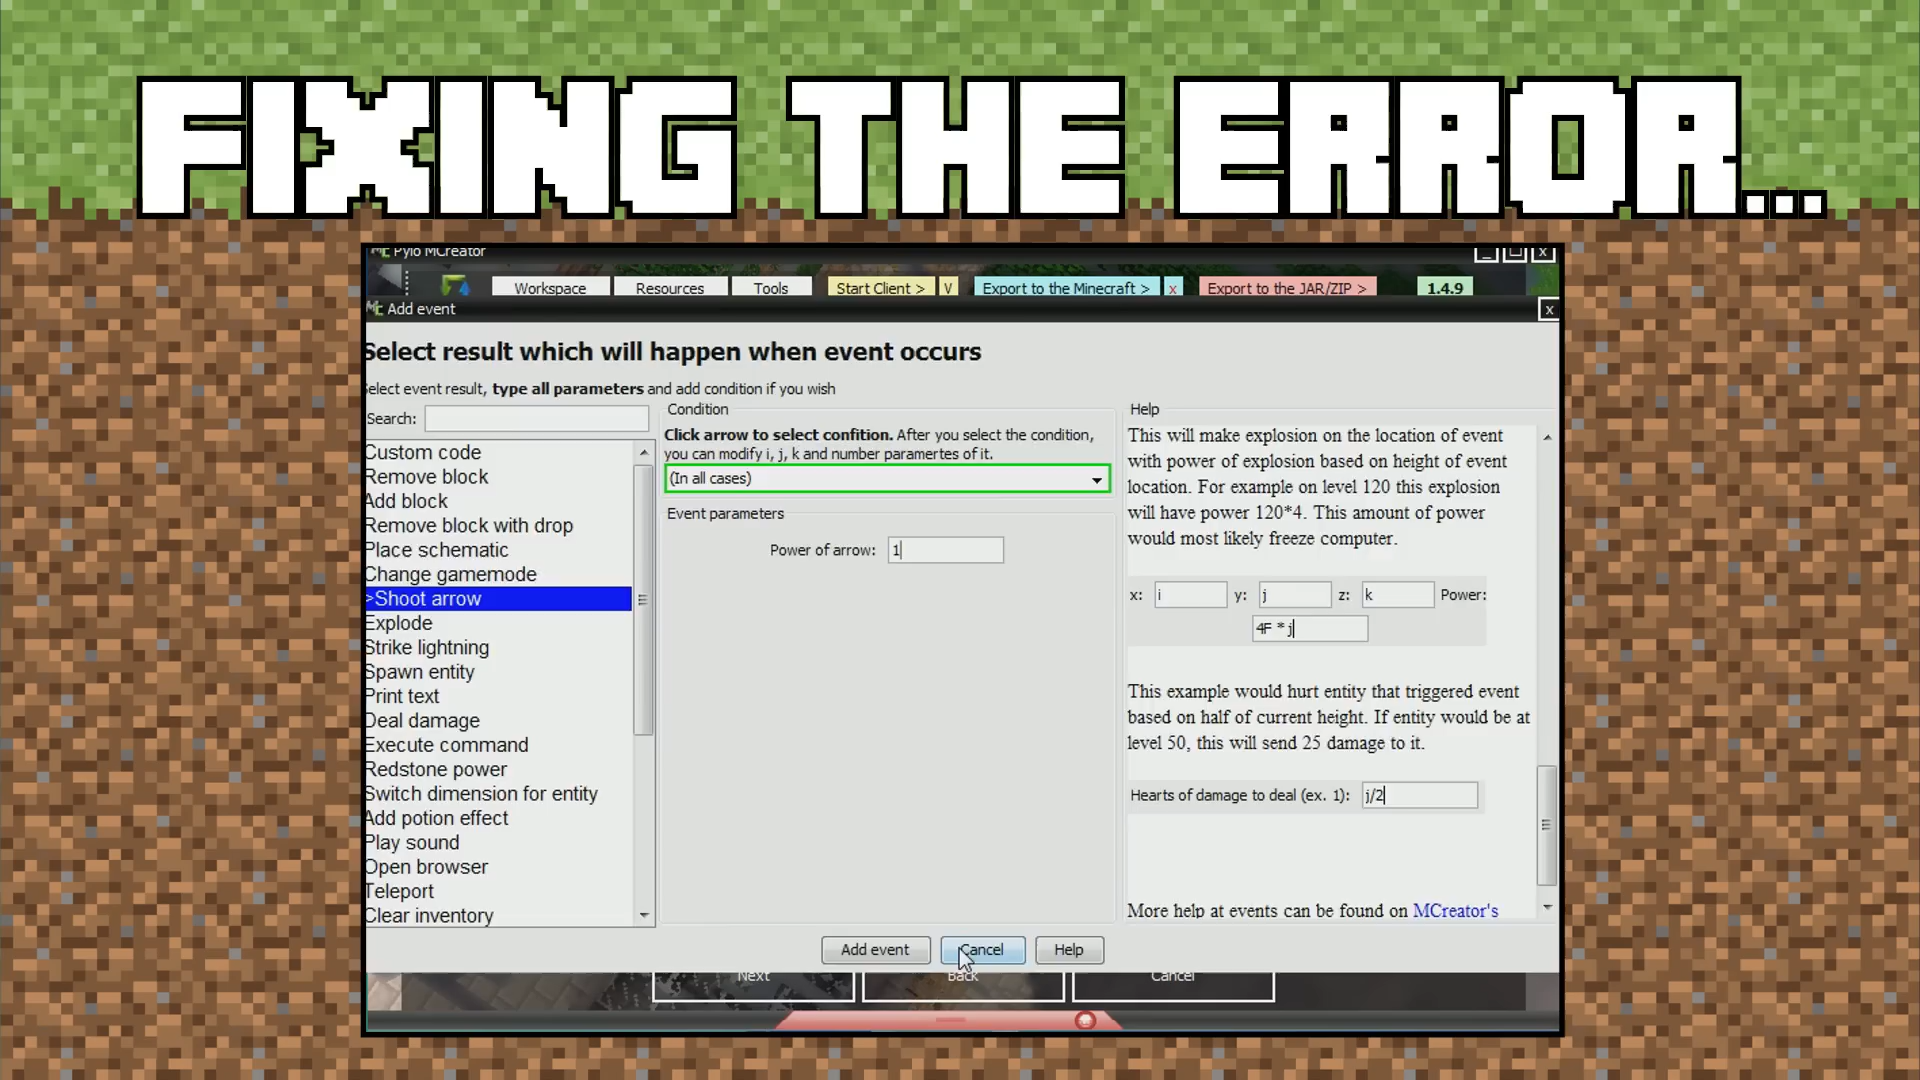 FIXING THE ERROR...
Pylo MCreator
Workspace
Resources
Tools
Start Client >
V
Export to the Minecraft >
x
Export to the JAR/ZIP >
1.4.9
Add event
x
Select result which will happen when event occurs
Select event result, type all parameters and add condition if you wish
Search:
Custom code
Remove block
Add block
Remove block with drop
Place schematic
Change gamemode
>Shoot arrow
Explode
Strike lightning
Spawn entity
Print text
Deal damage
Execute command
Redstone power
Switch dimension for entity
Add potion effect
Play sound
Open browser
Teleport
Clear inventory
Condition
Click arrow to select confition. After you select the condition,
you can modify i, j, k and number paramertes of it.
(In all cases)
Event parameters
Power of arrow: 1
Help
This will make explosion on the location of event
with power of explosion based on height of event
location. For example on level 120 this explosion
will have power 120*4. This amount of power
would most likely freeze computer.
x: i y: j z: k Power:
4F * j
This example would hurt entity that triggered event
based on half of current height. If entity would be at
level 50, this will send 25 damage to it.
Hearts of damage to deal (ex. 1): j/2
More help at events can be found on MCreator's
Add event
Cancel
Help
Next
Back
Cancel